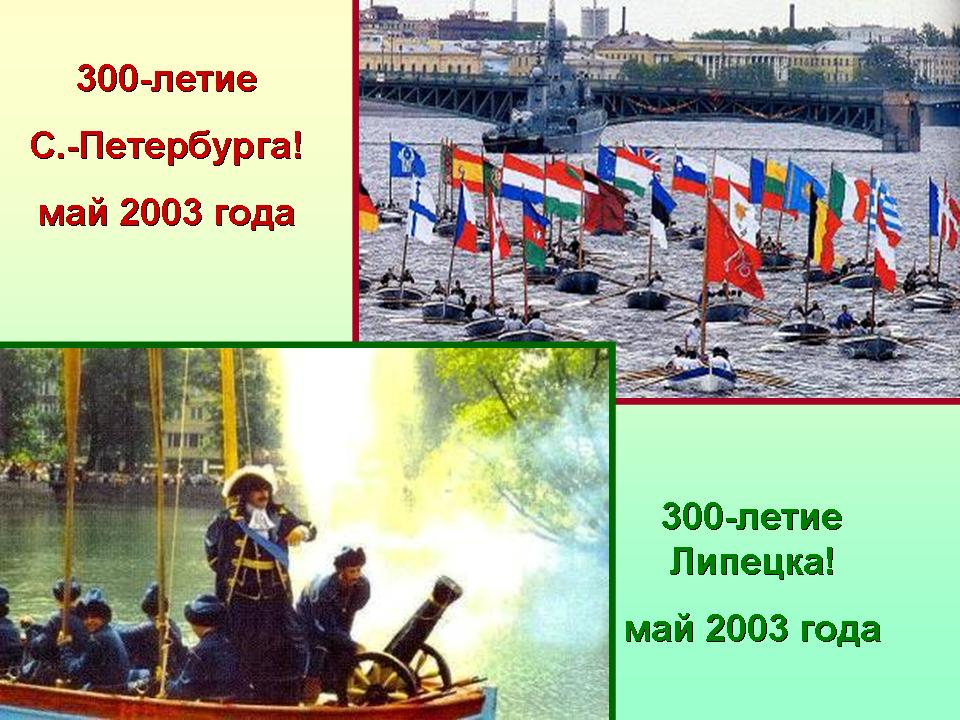 300-летие
С.-Петербурга!
май 2003 года
300-летие
Липецка!
май 2003 года